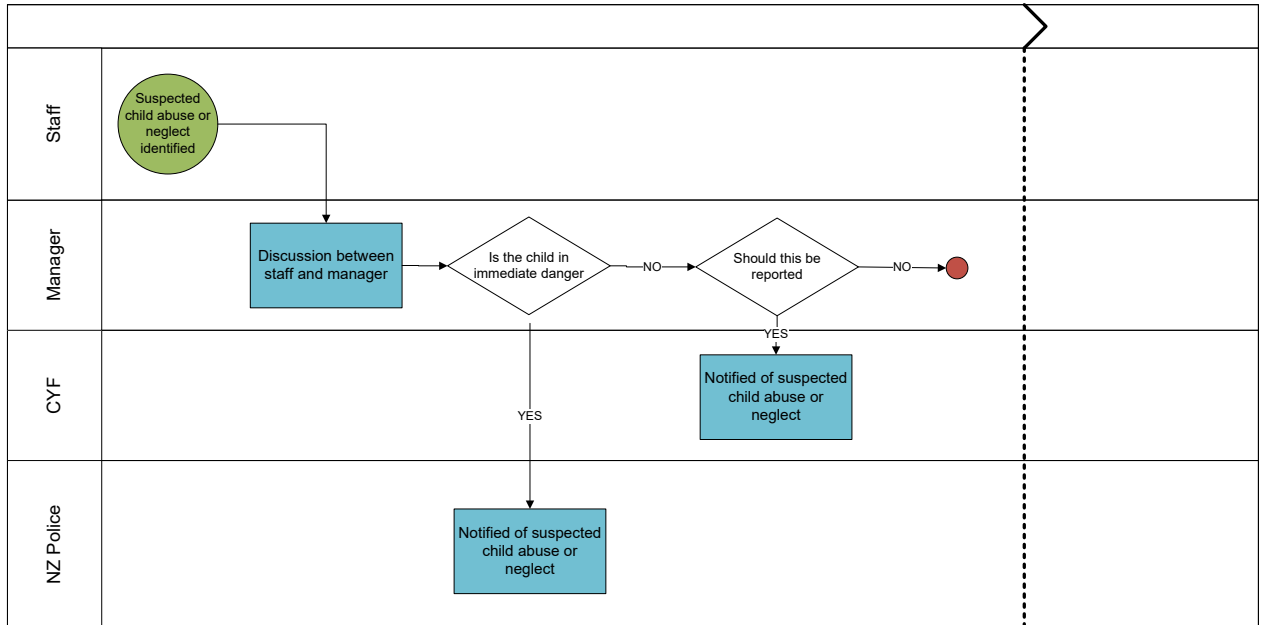 Staff
Suspected
child abuse or
neglect
identified
Manager
Discussion between
staff and manager
Is the child in
immediate danger
NO
Should this be
reported
NO
YES
CYF
Notified of suspected
child abuse or
neglect
YES
NZ Police
Notified of suspected
child abuse or
neglect